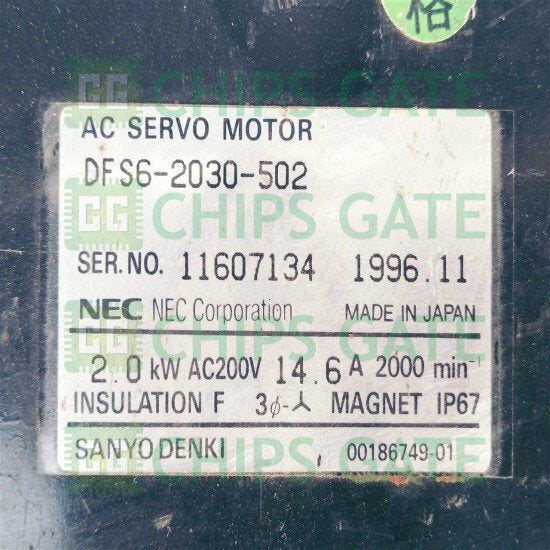 格
CHIPS GATE
AC SERVO MOTOR
DFS6-2030-502
CHIPS GATE
SER.NO. 11607134 1996.11
NEC NEC Corporation MADE IN JAPAN
CHIPS GATE
2.0 kW AC200V 14.6 A 2000 min⁻¹
INSULATION F 3φ-⅄ MAGNET IP67
SANYO DENKI , 00186749-01
CHIPS GATE